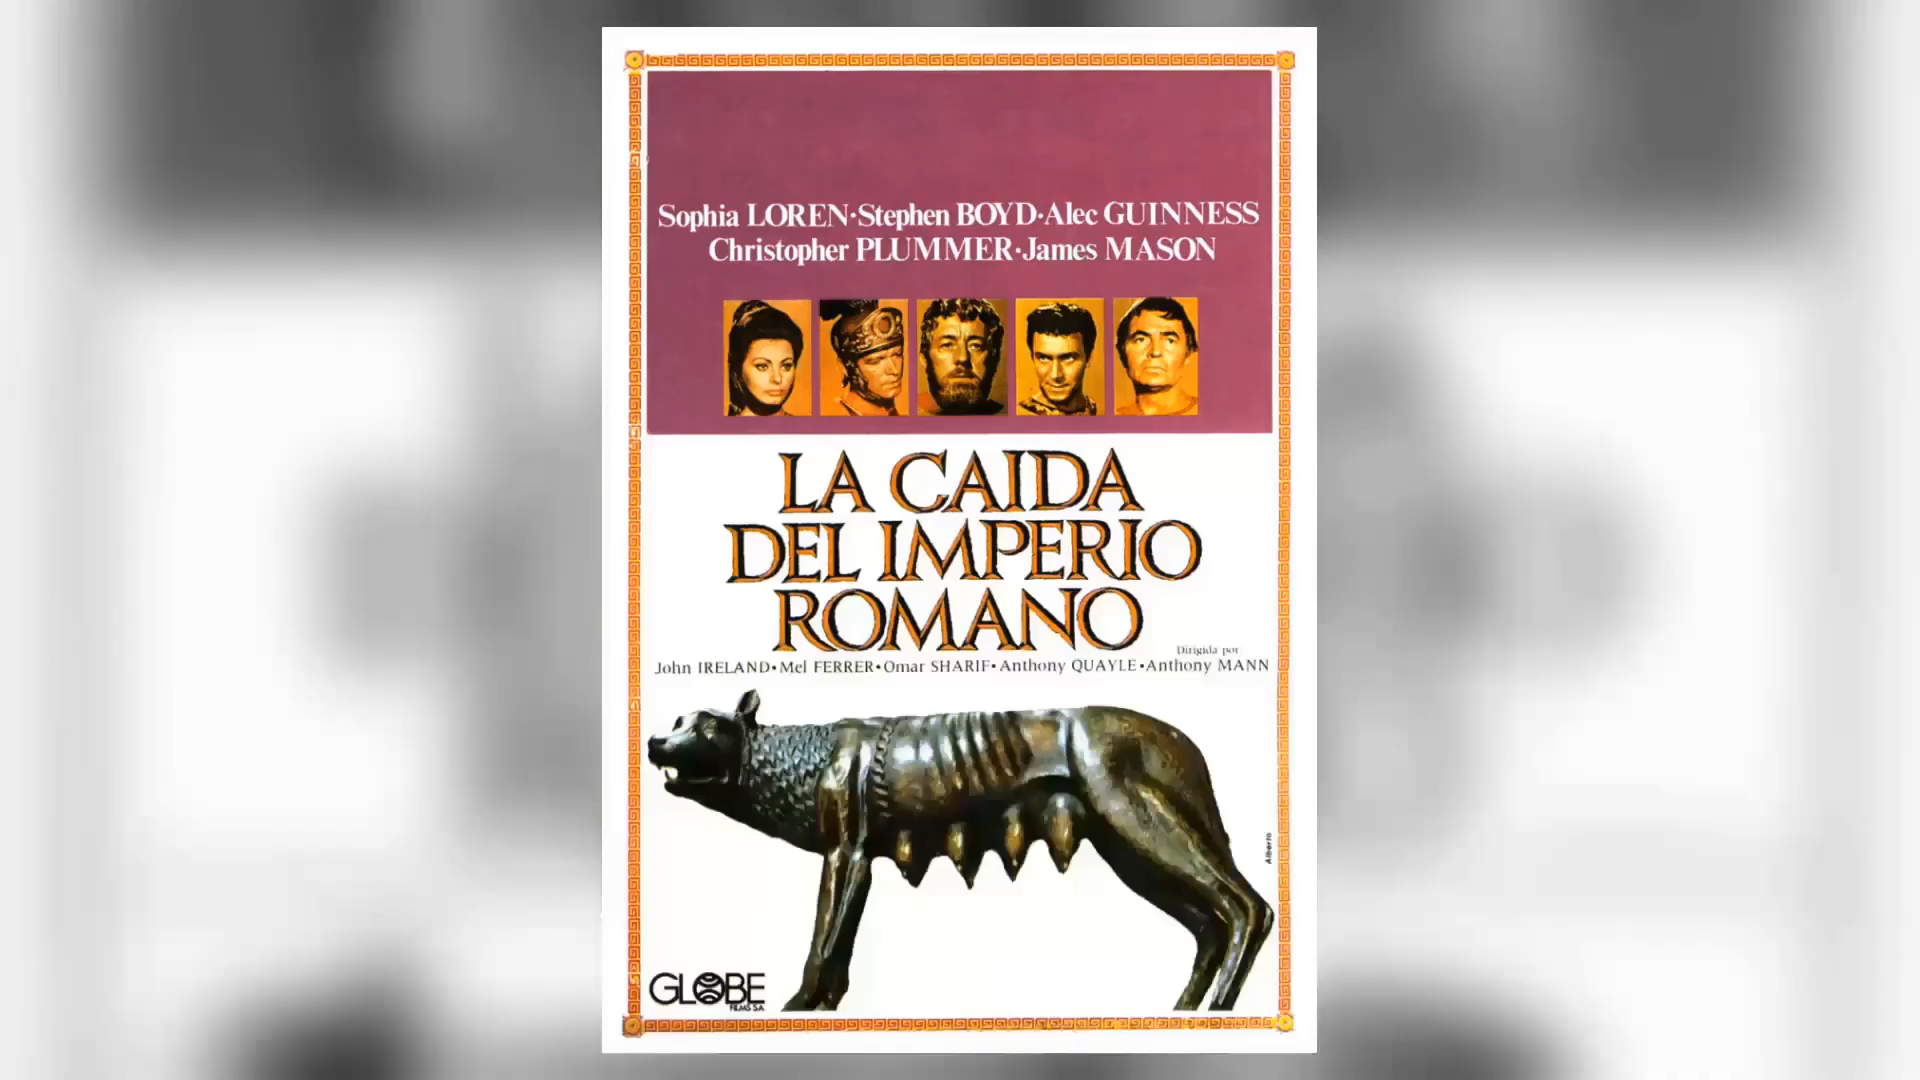 Sophia LOREN·Stephen BOYD·Alec GUINNESS
Christopher PLUMMER·James MASON
LA CAIDA
DEL IMPERIO
ROMANO
Dirigida por
John IRELAND•Mel FERRER•Omar SHARIF•Anthony QUAYLE•Anthony MANN
Alberto
GLOBE
FILMS S.A.